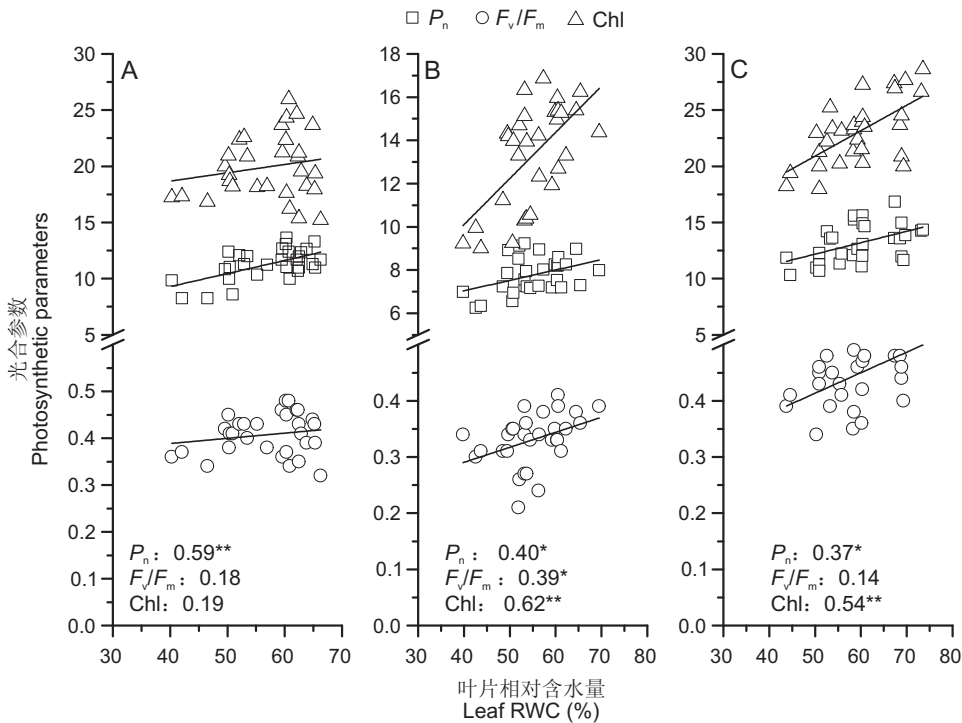 Pn Fv/Fm Chl
A
B
C
30
25
20
15
10
5
0.5
0.4
0.3
0.2
0.1
0.0
18
16
14
12
10
8
6
0.4
0.3
0.2
0.1
0.0
30
25
20
15
10
5
0.4
0.3
0.2
0.1
0.0
光合参数
Photosynthetic parameters
Pn：0.59**
Fv/Fm：0.18
Chl：0.19
Pn：0.40*
Fv/Fm：0.39*
Chl：0.62**
Pn：0.37*
Fv/Fm：0.14
Chl：0.54**
30 40 50 60 70
30 40 50 60 70 80
30 40 50 60 70 80
叶片相对含水量
Leaf RWC (%)